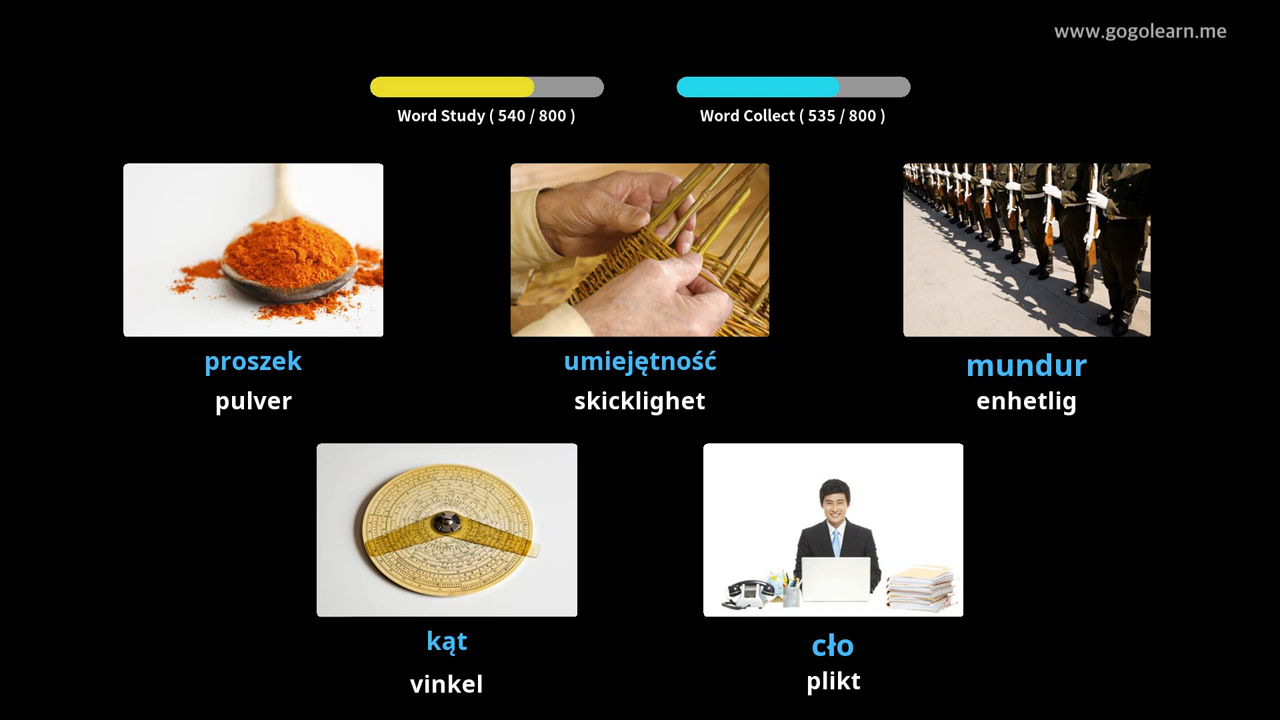 www.gogolearn.me
Word Study ( 540 / 800 )
Word Collect ( 535 / 800 )
proszek
pulver
umiejętność
skicklighet
mundur
enhetlig
kąt
vinkel
cło
plikt